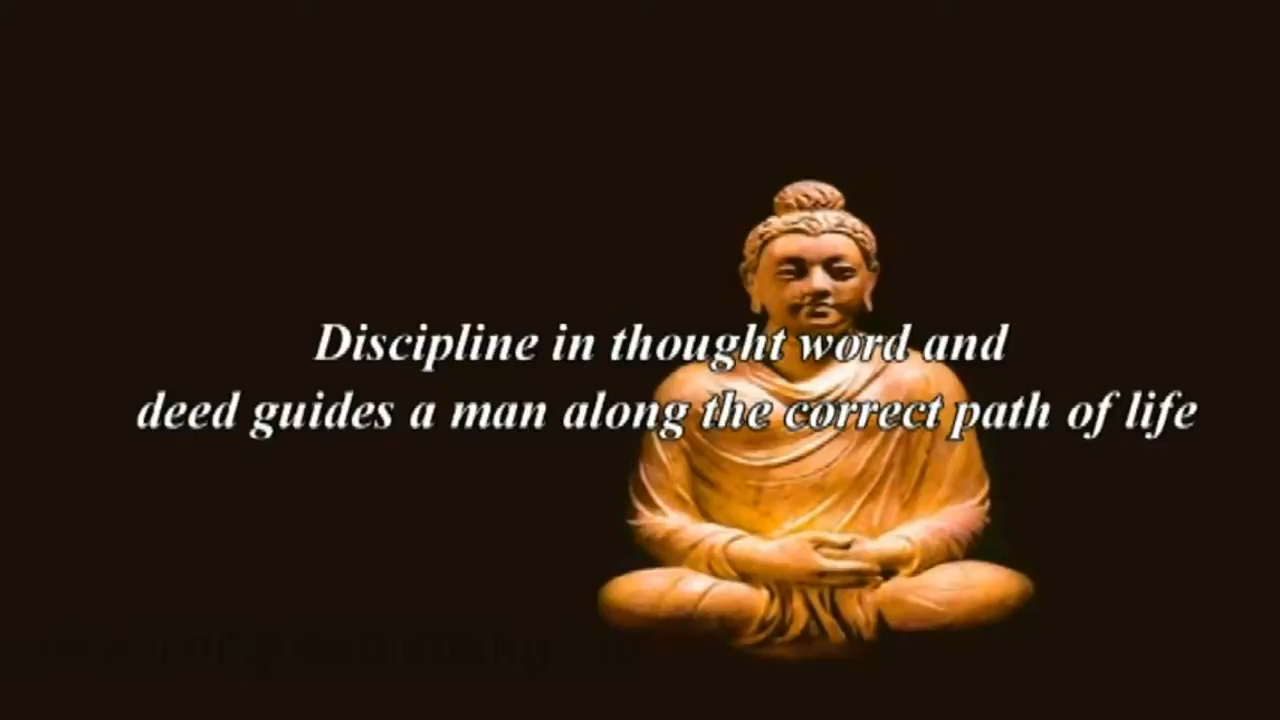 Discipline in thought word and
deed guides a man along the correct path of life